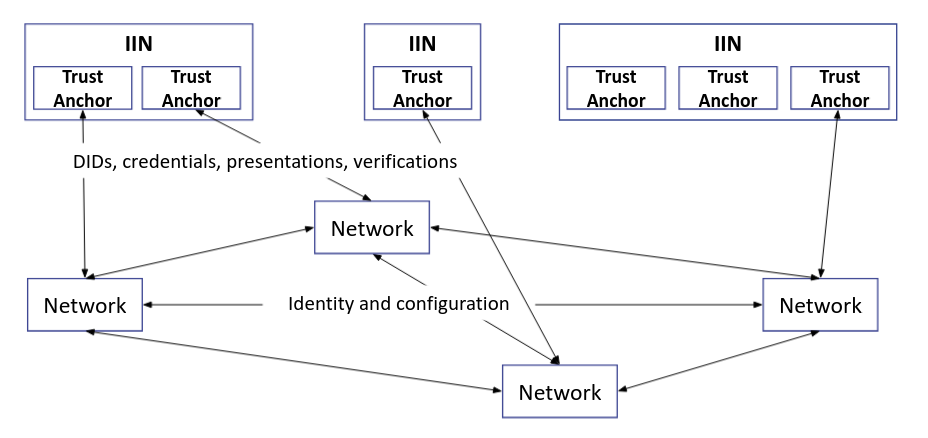 IIN
IIN
IIN
Trust
Anchor
Trust
Anchor
Trust
Anchor
Trust
Anchor
Trust
Anchor
Trust
Anchor
DIDs, credentials, presentations, verifications
Network
Network
Identity and configuration
Network
Network